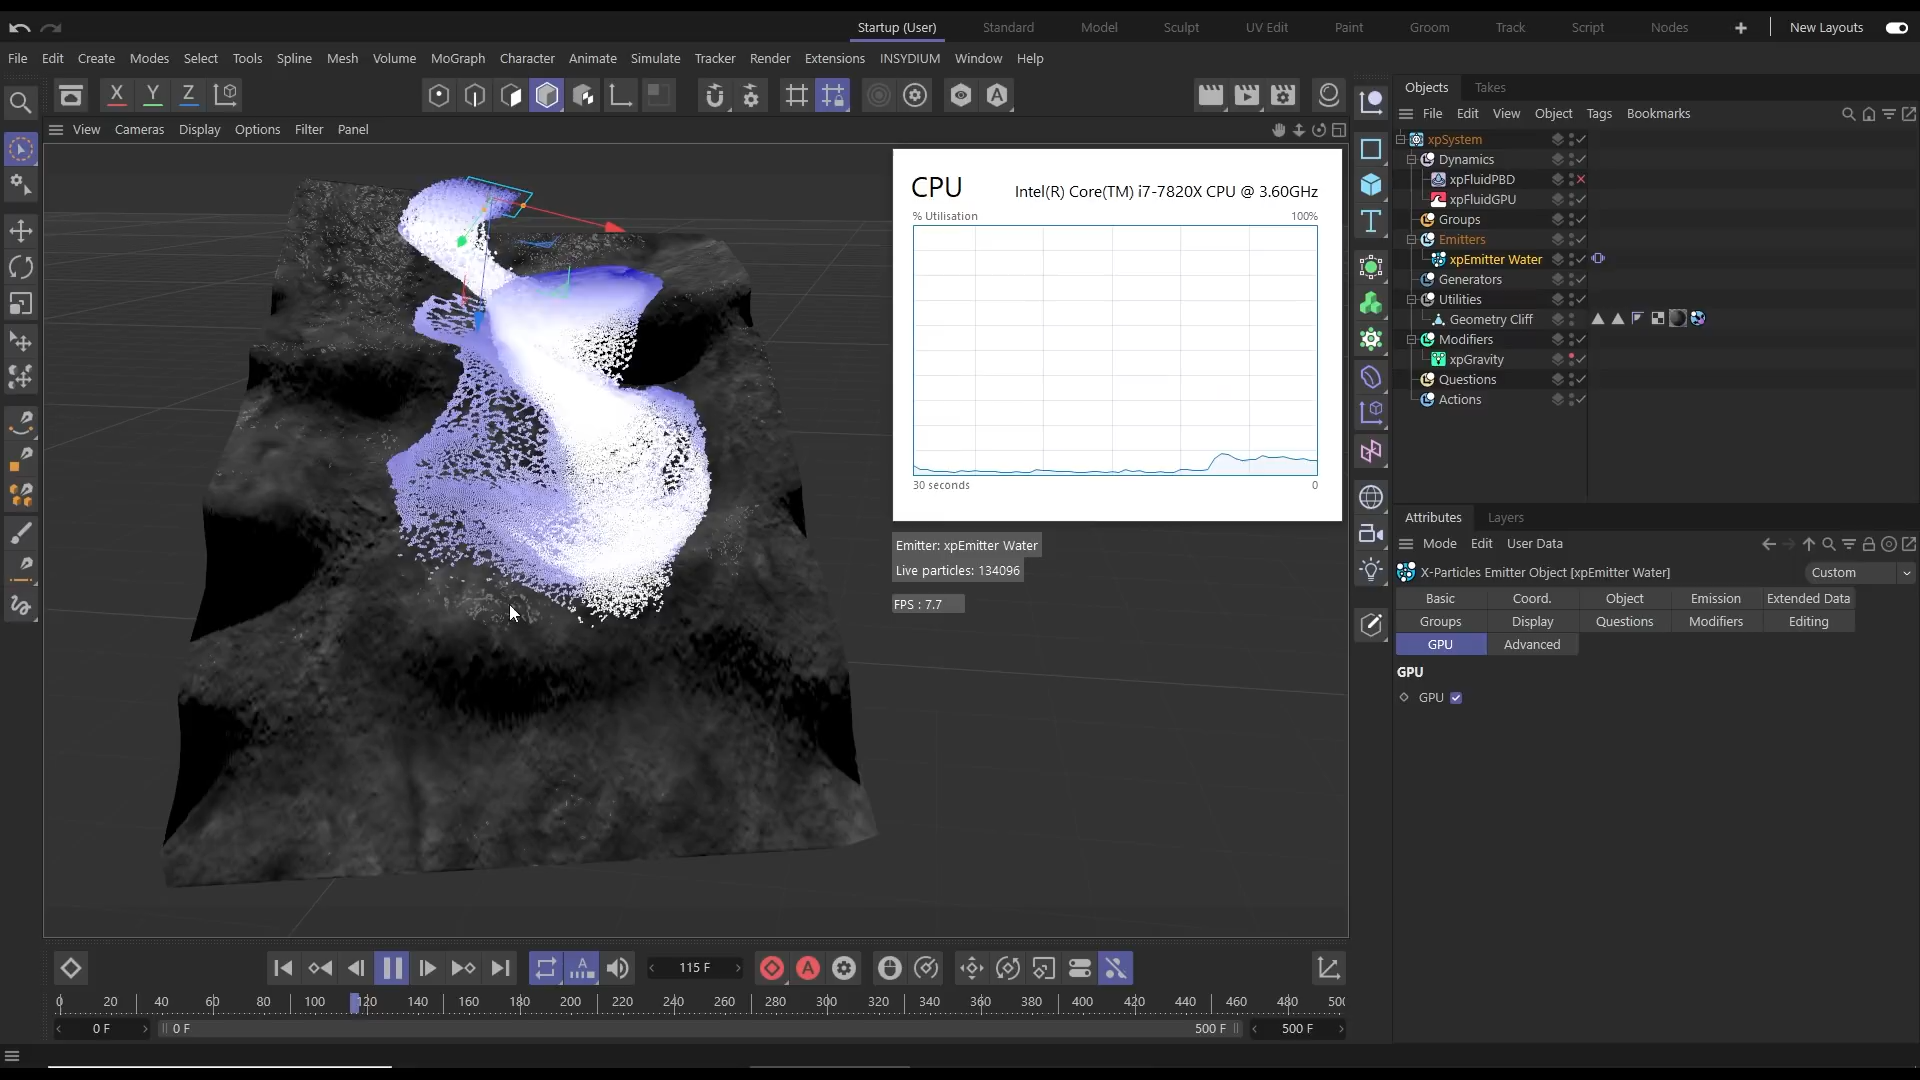 Startup (User) Standard Model Sculpt UV Edit Paint Groom Track Script Nodes New Layouts
File Edit Create Modes Select Tools Spline Mesh Volume MoGraph Character Animate Simulate Tracker Render Extensions INSYDIUM Window Help
X Y Z
View Cameras Display Options Filter Panel
CPU Intel(R) Core(TM) i7-7820X CPU @ 3.60GHz
% Utilisation 100%
30 seconds 0
Emitter: xpEmitter Water
Live particles: 134096
FPS : 7.7
Objects Takes
File Edit View Object Tags Bookmarks
xpSystem
Dynamics
xpFluidPBD
xpFluidGPU
Groups
Emitters
xpEmitter Water
Generators
Utilities
Geometry Cliff
Modifiers
xpGravity
Questions
Actions
Attributes Layers
Mode Edit User Data
X-Particles Emitter Object [xpEmitter Water] Custom
Basic Coord. Object Emission Extended Data
Groups Display Questions Modifiers Editing
GPU Advanced
GPU
GPU
115 F
0 20 40 60 80 100 120 140 160 180 200 220 240 260 280 300 320 340 360 380 400 420 440 460 480 500
0 F 0 F 500 F 500 F